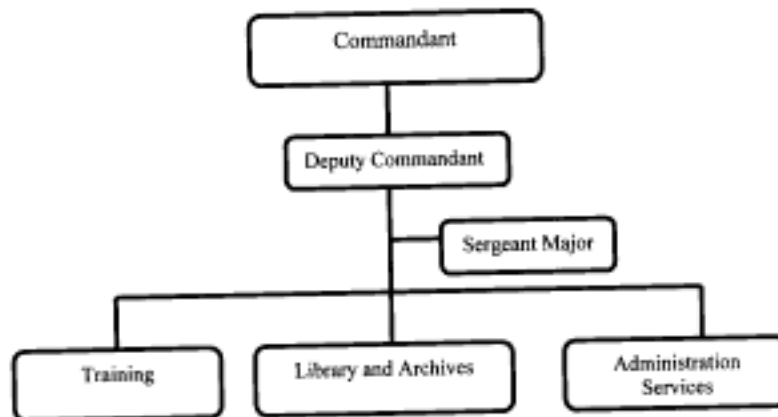 Commandant
Deputy Commandant
Sergeant Major
Training
Library and Archives
Administration
Services